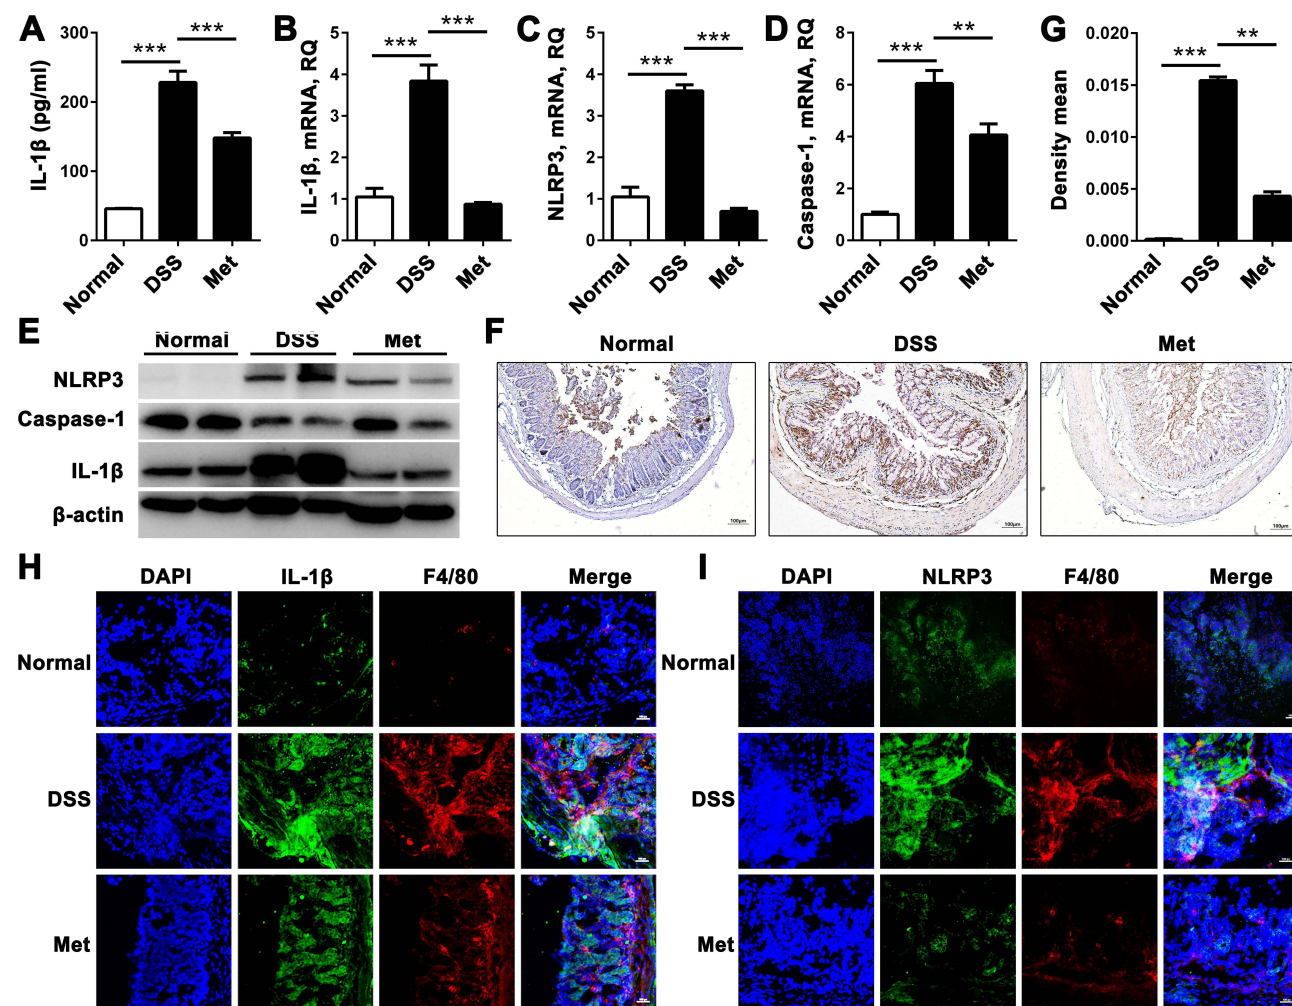 A
IL-1β (pg/ml)
300
200
100
0
***
***
Normal
DSS
Met
B
IL-1β, mRNA, RQ
5
4
3
2
1
0
***
***
Normal
DSS
Met
C
NLRP3, mRNA, RQ
5
4
3
2
1
0
***
***
Normal
DSS
Met
D
Caspase-1, mRNA, RQ
8
6
4
2
0
***
**
Normal
DSS
Met
G
Density mean
0.020
0.015
0.010
0.005
0.000
***
**
Normal
DSS
Met
E
Normal DSS Met
NLRP3
Caspase-1
IL-1β
β-actin
F
Normal DSS Met
100μm
100μm
100μm
H
DAPI IL-1β F4/80 Merge
Normal
DSS
Met
I
DAPI NLRP3 F4/80 Merge
Normal
DSS
Met